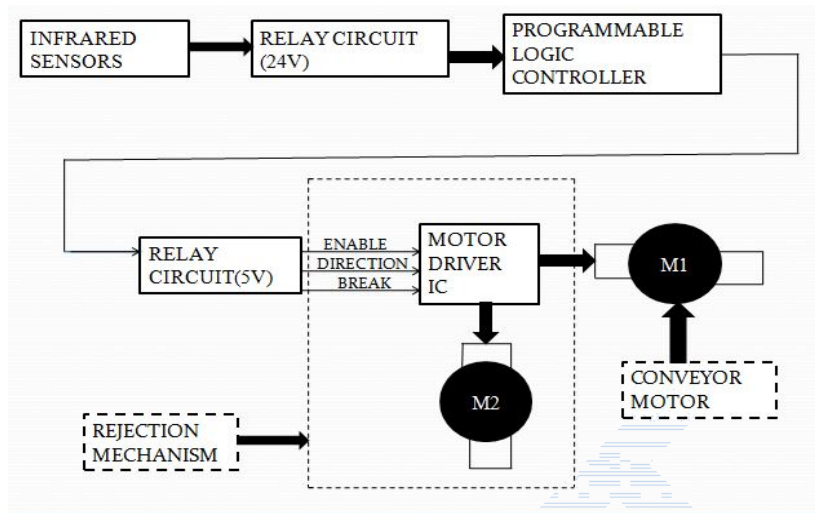 INFRARED
SENSORS
RELAY CIRCUIT
(24V)
PROGRAMMABLE
LOGIC
CONTROLLER
RELAY
CIRCUIT(5V)
ENABLE
DIRECTION
BREAK
MOTOR
DRIVER
IC
M1
M2
CONVEYOR
MOTOR
REJECTION
MECHANISM